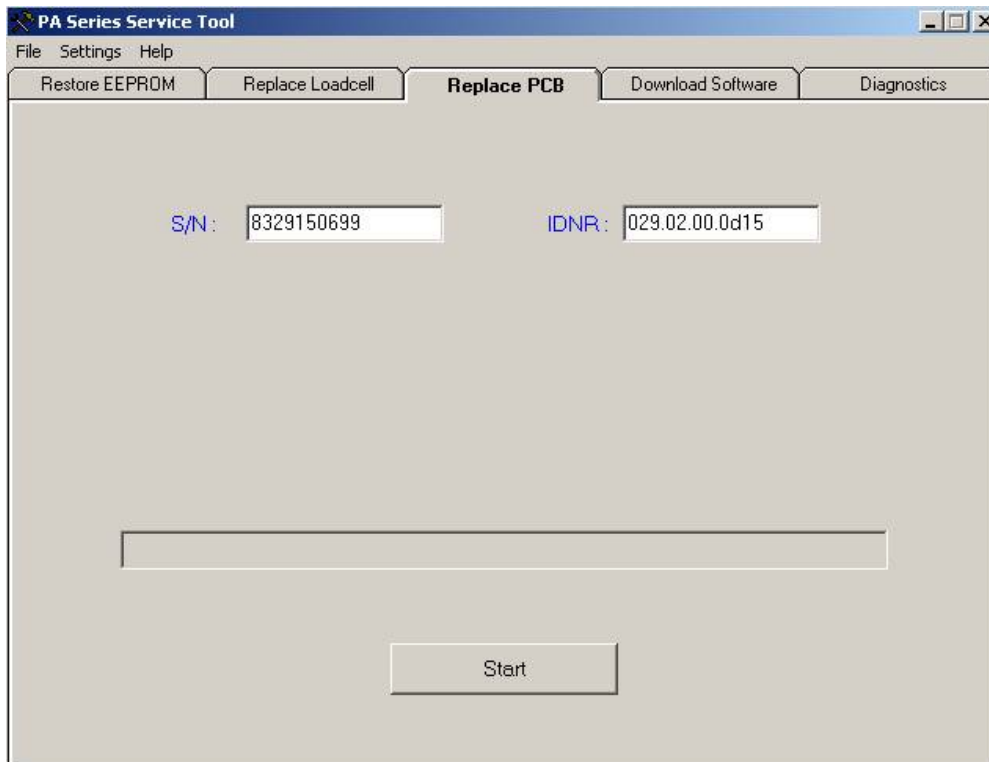 PA Series Service Tool
File Settings Help
Restore EEPROM Replace Loadcell Replace PCB Download Software Diagnostics
S/N : 8329150699 IDNR : 029.02.00.0d15
Start